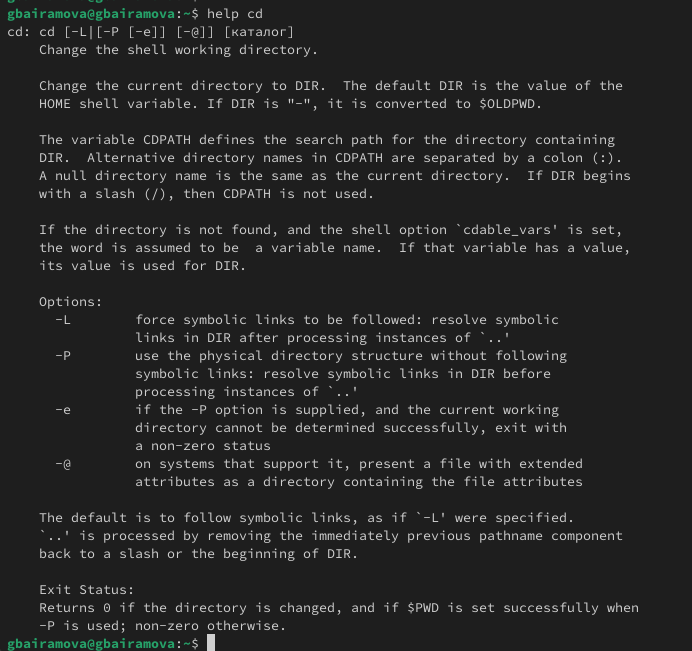 gbairamova@gbairamova:~$ help cd
cd: cd [-L|[-P [-e]] [-@]] [каталог]
    Change the shell working directory.

    Change the current directory to DIR.  The default DIR is the value of the
    HOME shell variable. If DIR is "-", it is converted to $OLDPWD.

    The variable CDPATH defines the search path for the directory containing
    DIR.  Alternative directory names in CDPATH are separated by a colon (:).
    A null directory name is the same as the current directory.  If DIR begins
    with a slash (/), then CDPATH is not used.

    If the directory is not found, and the shell option `cdable_vars' is set,
    the word is assumed to be  a variable name.  If that variable has a value,
    its value is used for DIR.

    Options:
      -L        force symbolic links to be followed: resolve symbolic
                links in DIR after processing instances of `..'
      -P        use the physical directory structure without following
                symbolic links: resolve symbolic links in DIR before
                processing instances of `..'
      -e        if the -P option is supplied, and the current working
                directory cannot be determined successfully, exit with
                a non-zero status
      -@        on systems that support it, present a file with extended
                attributes as a directory containing the file attributes

    The default is to follow symbolic links, as if `-L' were specified.
    `..' is processed by removing the immediately previous pathname component
    back to a slash or the beginning of DIR.

    Exit Status:
    Returns 0 if the directory is changed, and if $PWD is set successfully when
    -P is used; non-zero otherwise.
gbairamova@gbairamova:~$